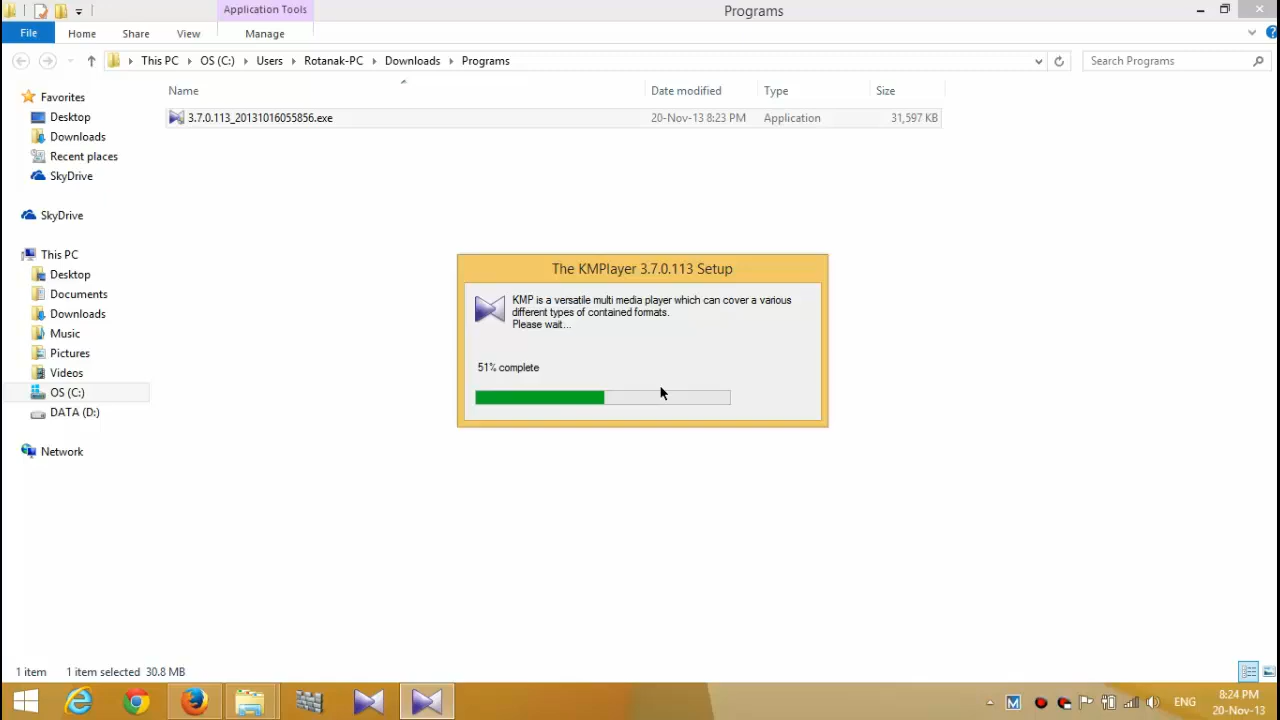 Application Tools
Programs
File
Home
Share
View
Manage
This PC
OS (C:)
Users
Rotanak-PC
Downloads
Programs
Search Programs
Name
Date modified
Type
Size
3.7.0.113_20131016055856.exe
20-Nov-13 8:23 PM
Application
31,597 KB
Favorites
Desktop
Downloads
Recent places
SkyDrive
SkyDrive
This PC
Desktop
Documents
Downloads
Music
Pictures
Videos
OS (C:)
DATA (D:)
Network
The KMPlayer 3.7.0.113 Setup
KMP is a versatile multi media player which can cover a various
different types of contained formats.
Please wait...
51% complete
1 item
1 item selected 30.8 MB
ENG
8:24 PM
20-Nov-13